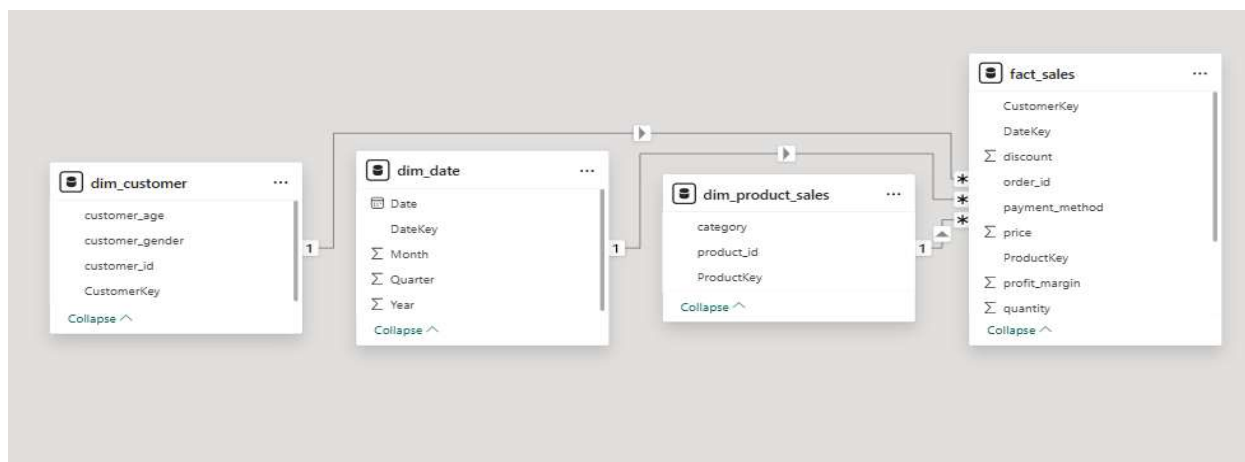 dim_customer
customer_age
customer_gender
customer_id
CustomerKey
Collapse
1
dim_date
Date
DateKey
Month
Quarter
Year
Collapse
1
dim_product_sales
category
product_id
ProductKey
Collapse
1
fact_sales
CustomerKey
DateKey
discount
order_id
payment_method
price
ProductKey
profit_margin
quantity
Collapse
*
*
*